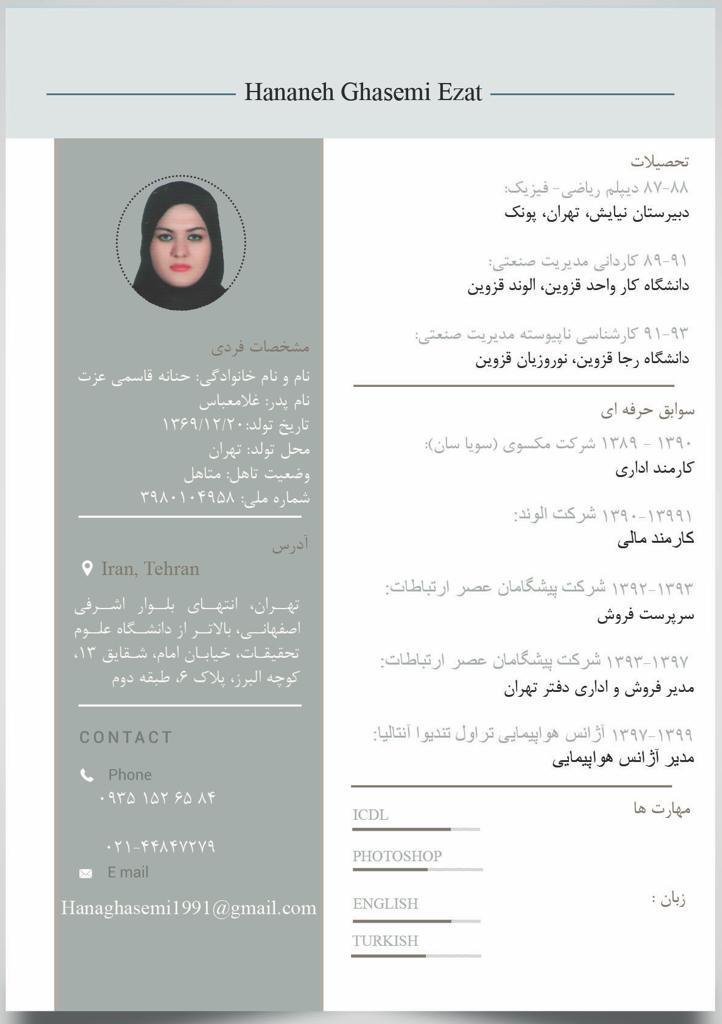 Hananeh Ghasemi Ezat
تحصیلات
۸۷-۸۸ دیپلم ریاضی- فیزیک:
دبیرستان نیایش، تهران، پونک
۸۹-۹۱ کاردانی مدیریت صنعتی:
دانشگاه کار واحد قزوین، الوند قزوین
۹۱-۹۳ کارشناسی ناپیوسته مدیریت صنعتی:
دانشگاه رجا قزوین، نوروزیان قزوین
سوابق حرفه ای
۱۳۸۹ - ۱۳۹۰ شرکت مکسوی (سویا سان):
کارمند اداری
۱۳۹۰-۱۳۹۹۱ شرکت الوند:
کارمند مالی
۱۳۹۲-۱۳۹۳ شرکت پیشگامان عصر ارتباطات:
سرپرست فروش
۱۳۹۳-۱۳۹۷ شرکت پیشگامان عصر ارتباطات:
مدیر فروش و اداری دفتر تهران
۱۳۹۷-۱۳۹۹ آژانس هواپیمایی تراول تندیوا آنتالیا:
مدیر آژانس هواپیمایی
مهارت ها
ICDL
PHOTOSHOP
زبان :
ENGLISH
TURKISH
مشخصات فردی
نام و نام خانوادگی: حنانه قاسمی عزت
نام پدر: غلامعباس
تاریخ تولد: ۱۳۶۹/۱۲/۲۰
محل تولد: تهران
وضعیت تاهل: متاهل
شماره ملی: ۳۹۸۰۱۰۴۹۵۸
آدرس
Iran, Tehran
تهران، انتهای بلوار اشرفی
اصفهانی، بالاتر از دانشگاه علوم
تحقیقات، خیابان امام، شقایق ۱۳،
کوچه البرز، پلاک ۶، طبقه دوم
CONTACT
Phone
۰۹۳۵ ۱۵۲ ۶۵ ۸۴
۰۲۱-۴۴۸۴۷۲۷۹
E mail
Hanaghasemi1991@gmail.com